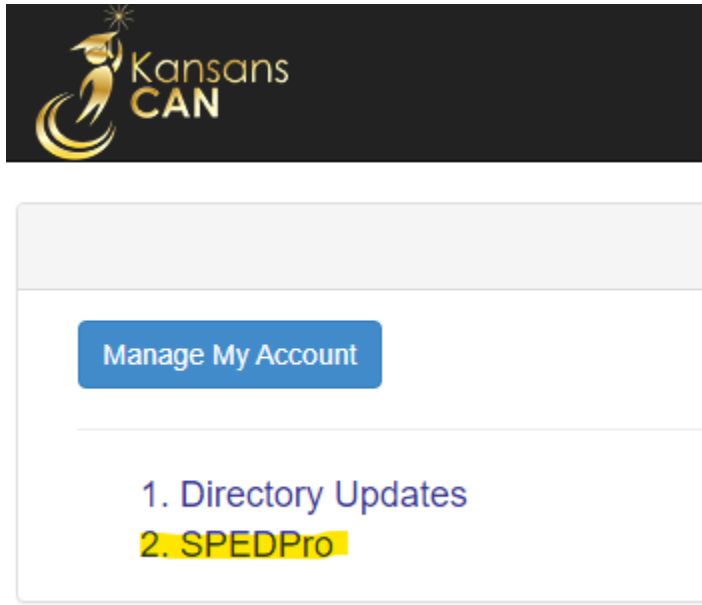 Kansans
CAN
Manage My Account
1. Directory Updates
2. SPEDPro